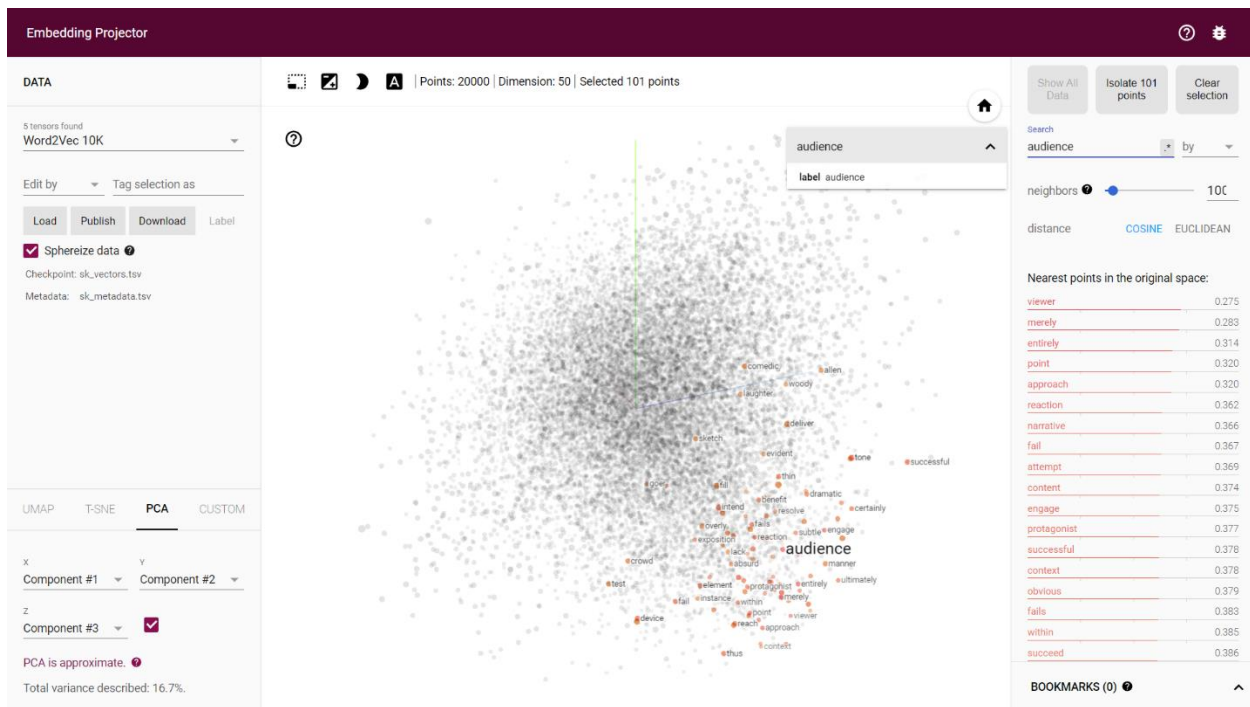 Embedding Projector
DATA
5 tensors found
Word2Vec 10K
Edit by
Tag selection as
Load
Publish
Download
Label
Sphereize data
Checkpoint: sk_vectors.tsv
Metadata: sk_metadata.tsv
UMAP
T-SNE
PCA
CUSTOM
X
Component #1
Y
Component #2
Z
Component #3
PCA is approximate.
Total variance described: 16.7%.
A
Points: 20000 | Dimension: 50 | Selected 101 points
audience
label audience
comedic
allen
woody
laughter
deliver
sketch
evident
tone
successful
thin
goes
fill
dramatic
benefit
intend
resolve
certainly
overly
fails
subtle
engage
exposition
reaction
lack
audience
crowd
absurd
manner
test
element
protagonist
entirely
ultimately
fail
instance
within
merely
device
point
viewer
reach
approach
context
thus
Show All Data
Isolate 101 points
Clear selection
Search
audience
.*
by
neighbors
100
distance
COSINE
EUCLIDEAN
Nearest points in the original space:
viewer 0.275
merely 0.283
entirely 0.314
point 0.320
approach 0.320
reaction 0.362
narrative 0.366
fail 0.367
attempt 0.369
content 0.374
engage 0.375
protagonist 0.377
successful 0.378
context 0.378
obvious 0.379
fails 0.383
within 0.385
succeed 0.386
BOOKMARKS (0)